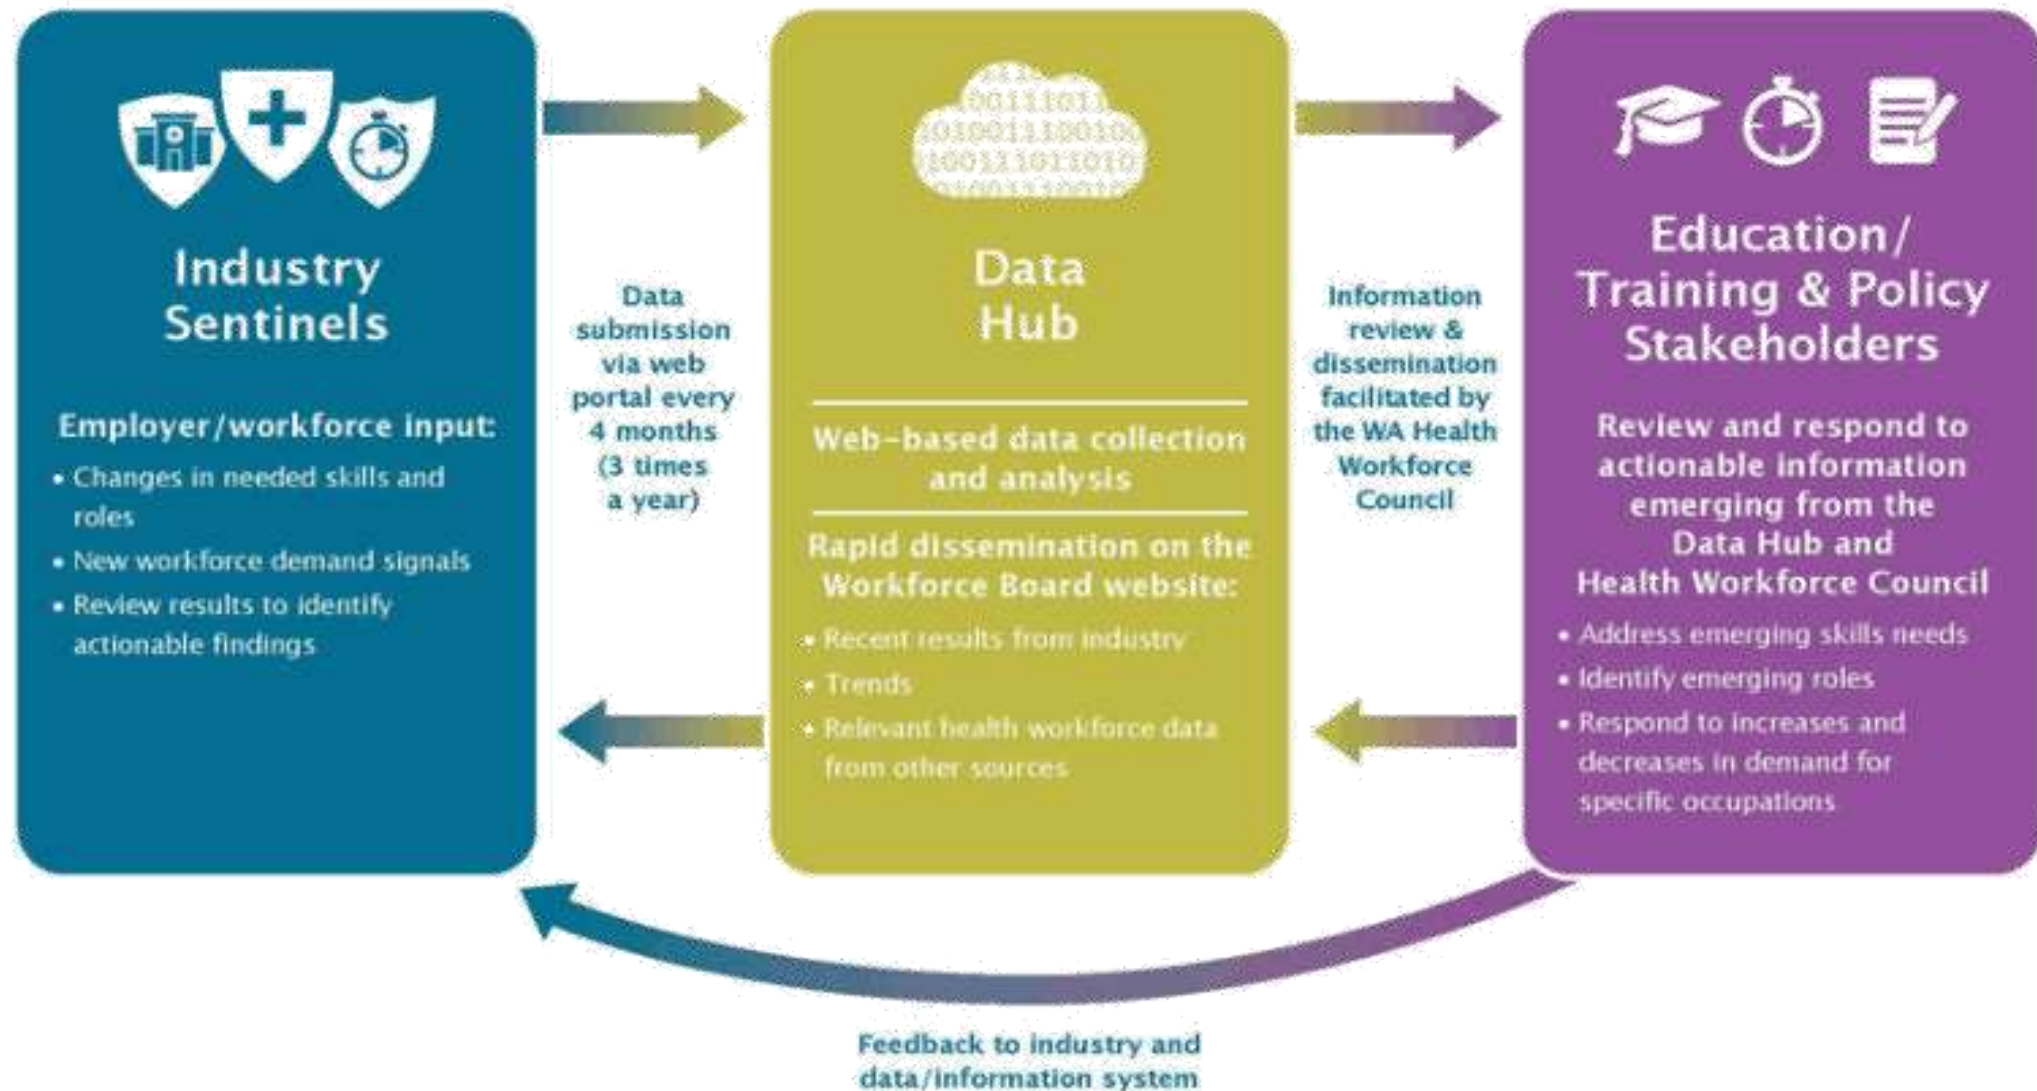 Industry
Sentinels
Employer/workforce input:
• Changes in needed skills and
roles
• New workforce demand signals
• Review results to identify
actionable findings
Data
submission
via web
portal every
4 months
(3 times
a year)
Data
Hub
Web-based data collection
and analysis
Rapid dissemination on the
Workforce Board website:
• Recent results from industry
• Trends
• Relevant health workforce data
from other sources
Information
review &
dissemination
facilitated by
the WA Health
Workforce
Council
Education/
Training & Policy
Stakeholders
Review and respond to
actionable information
emerging from the
Data Hub and
Health Workforce Council
• Address emerging skills needs
• Identify emerging roles
• Respond to increases and
decreases in demand for
specific occupations
Feedback to industry and
data/information system